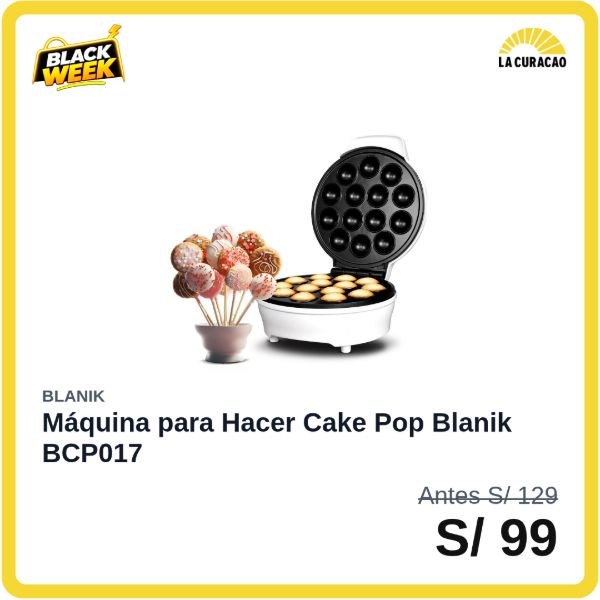 BLACK
WEEK
LA CURACAO
BLANIK
Máquina para Hacer Cake Pop Blanik
BCP017
Antes S/ 129
S/ 99